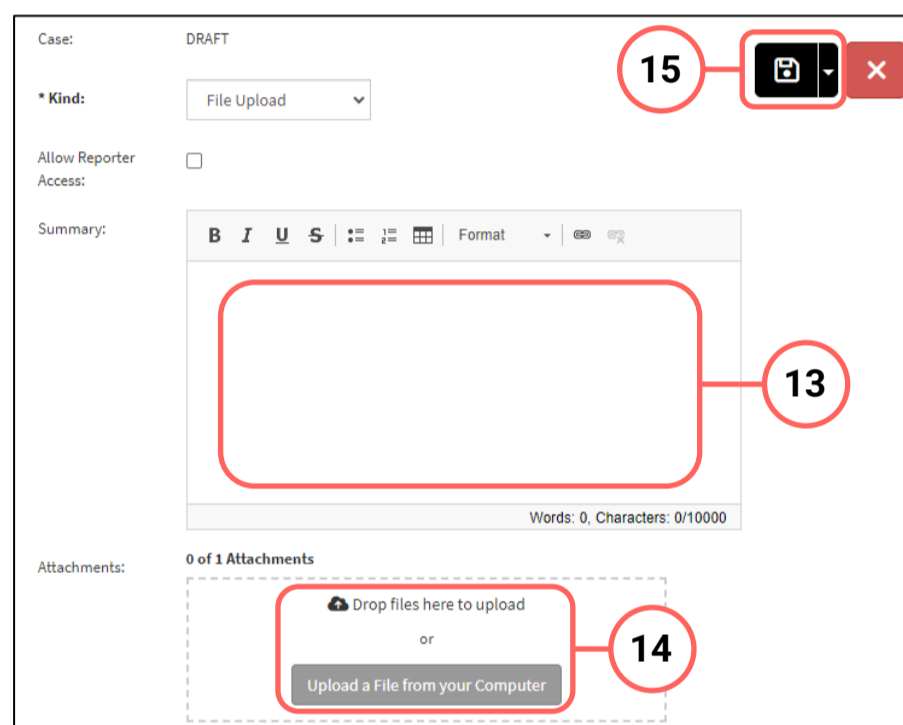 Case:
DRAFT
15
* Kind:
File Upload
Allow Reporter
Access:
Summary:
B I U S Format
13
Words: 0, Characters: 0/10000
Attachments:
0 of 1 Attachments
Drop files here to upload
or
14
Upload a File from your Computer